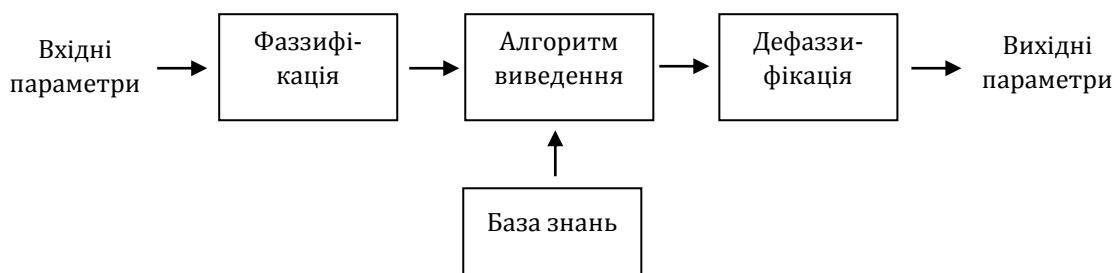 Вхідні
параметри
Фаззифі-
кація
Алгоритм
виведення
Дефаззи-
фікація
Вихідні
параметри
База знань